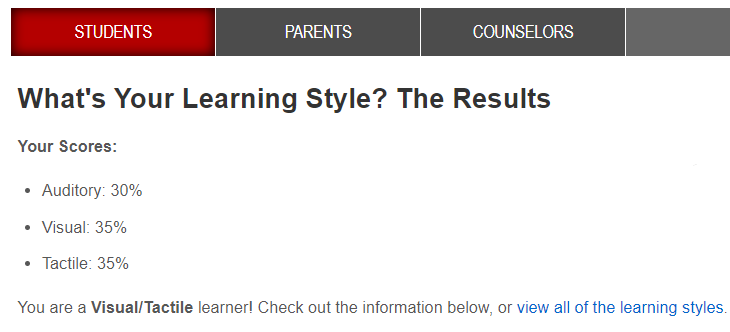 STUDENTS PARENTS COUNSELORS
What's Your Learning Style? The Results
Your Scores:
• Auditory: 30%
• Visual: 35%
• Tactile: 35%
You are a Visual/Tactile learner! Check out the information below, or view all of the learning styles.